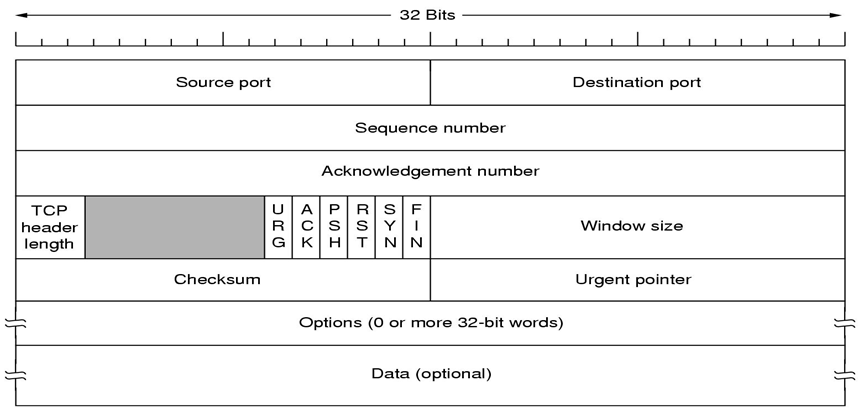 32 Bits
Source port
Destination port
Sequence number
Acknowledgement number
TCP
header
length
URG
ACK
PSH
RST
SYN
FIN
Window size
Checksum
Urgent pointer
Options (0 or more 32-bit words)
Data (optional)